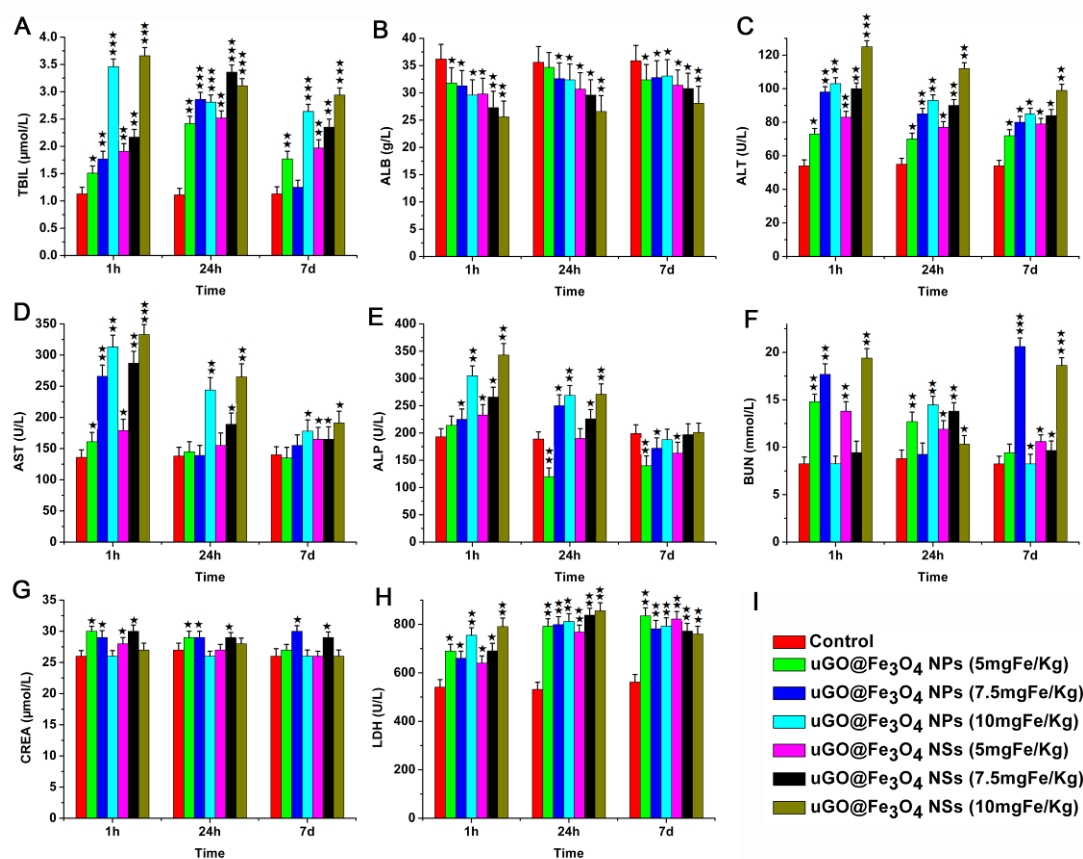 A
TBIL (µmol/L)
4.0
3.5
3.0
2.5
2.0
1.5
1.0
0.5
0.0
1h 24h 7d
Time
B
ALB (g/L)
40
35
30
25
20
15
10
5
0
1h 24h 7d
Time
C
ALT (U/L)
120
100
80
60
40
20
0
1h 24h 7d
Time
D
AST (U/L)
350
300
250
200
150
100
50
0
1h 24h 7d
Time
E
ALP (U/L)
400
350
300
250
200
150
100
50
0
1h 24h 7d
Time
F
BUN (mmol/L)
20
15
10
5
0
1h 24h 7d
Time
G
CREA (µmol/L)
35
30
25
20
15
10
5
0
1h 24h 7d
Time
H
LDH (U/L)
800
600
400
200
0
1h 24h 7d
Time
I
Control
uGO@Fe₃O₄ NPs (5mgFe/Kg)
uGO@Fe₃O₄ NPs (7.5mgFe/Kg)
uGO@Fe₃O₄ NPs (10mgFe/Kg)
uGO@Fe₃O₄ NSs (5mgFe/Kg)
uGO@Fe₃O₄ NSs (7.5mgFe/Kg)
uGO@Fe₃O₄ NSs (10mgFe/Kg)